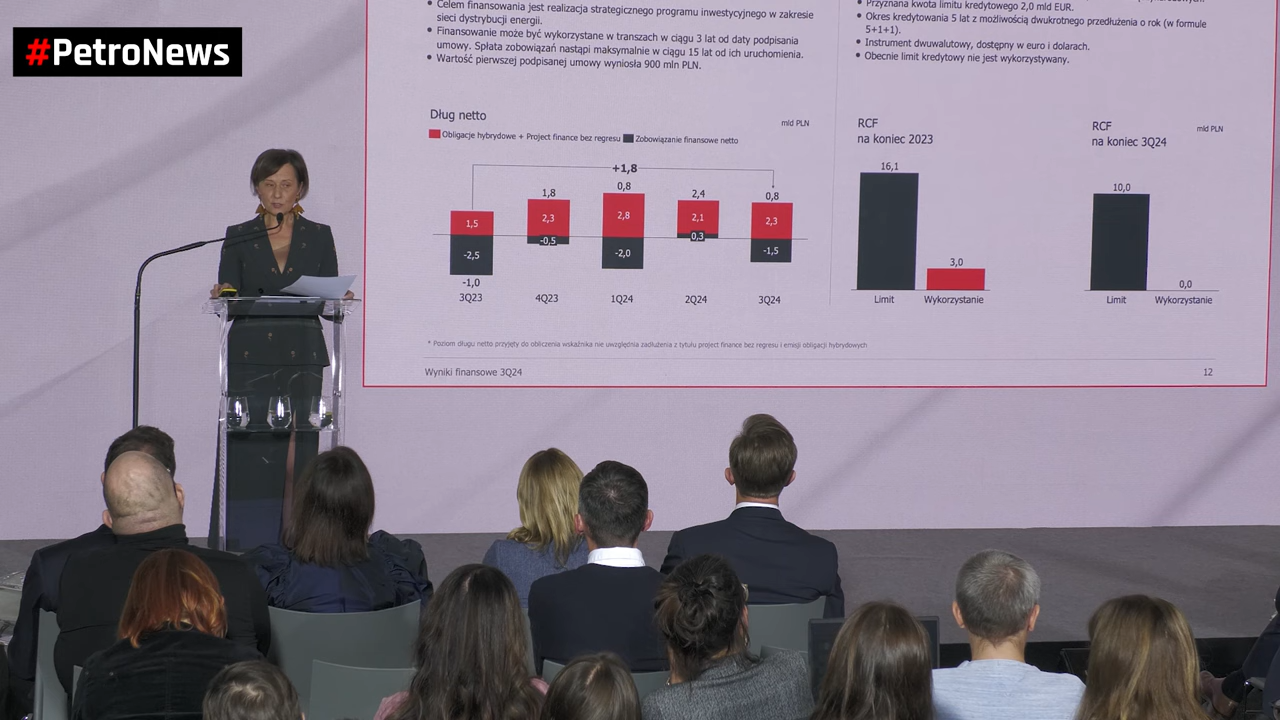 #PetroNews
Celem finansowania jest realizacja strategicznego programu inwestycyjnego w zakresie
sieci dystrybucji energii.
Finansowanie może być wykorzystane w transzach w ciągu 3 lat od daty podpisania
umowy. Spłata zobowiązań nastąpi maksymalnie w ciągu 15 lat od ich uruchomienia.
Wartość pierwszej podpisanej umowy wyniosła 900 mln PLN.
Przyznana kwota limitu kredytowego 2,0 mld EUR.
Okres kredytowania 5 lat z możliwością dwukrotnego przedłużenia o rok (w formule
5+1+1).
Instrument dwuwalutowy, dostępny w euro i dolarach.
Obecnie limit kredytowy nie jest wykorzystywany.
Dług netto
mld PLN
Obligacje hybrydowe + Project finance bez regresu Zobowiązanie finansowe netto
+1,8
1,8 0,8 2,4 0,8
1,5 2,3 2,8 2,1 2,3
-2,5 -0,5 -2,0 0,3 -1,5
-1,0
3Q23 4Q23 1Q24 2Q24 3Q24
RCF
na koniec 2023
16,1
3,0
Limit Wykorzystanie
RCF
na koniec 3Q24
mld PLN
10,0
0,0
Limit Wykorzystanie
* Poziom długu netto przyjęty do obliczenia wskaźnika nie uwzględnia zadłużenia z tytułu project finance bez regresu i emisji obligacji hybrydowych
Wyniki finansowe 3Q24
12